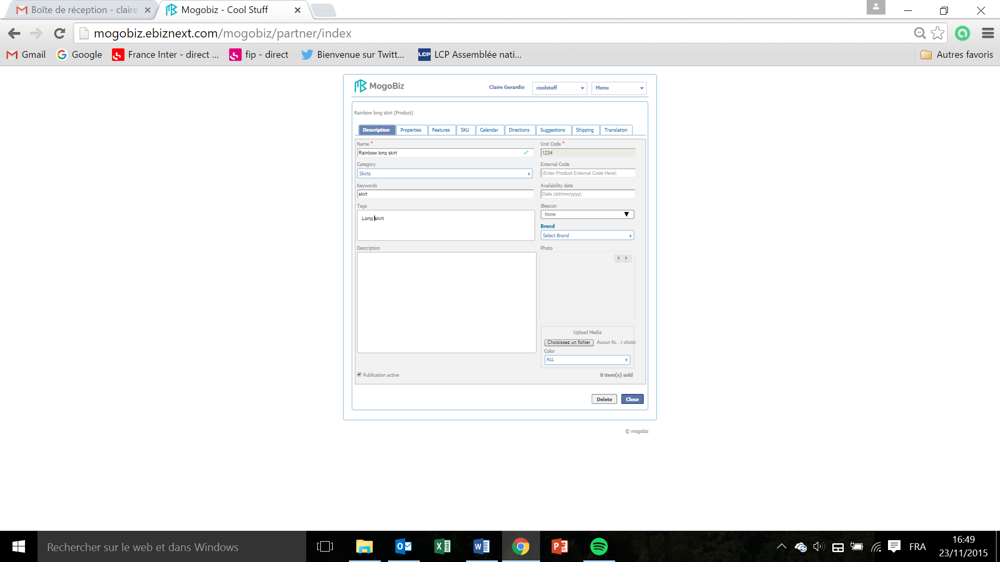 Boîte de réception - claire
Mogobiz - Cool Stuff
mogobiz.ebiznext.com/mogobiz/partner/index
Gmail
Google
France Inter - direct ...
fip - direct
Bienvenue sur Twitt...
LCP
LCP Assemblée nati...
Autres favoris
MogoBiz
Claire Gerardin
coolstuff
Menu
Rainbow long skirt (Product)
Description
Properties
Features
SKU
Calendar
Directions
Suggestions
Shipping
Translation
Name *
Unit Code *
Rainbow long skirt
1234
Category
External Code
Skirts
(Enter Product External Code Here)
Keywords
Availability date
skirt
Date (dd/mm/yyyy)
Tags
iBeacon
Long skirt
None
Brand
Select Brand
Description
Photo
Upload Media
Choisissez un fichier
Aucun fic...r choisi
Color
ALL
Publication active
0 item(s) sold
Delete
Close
© mogobiz
Rechercher sur le web et dans Windows
FRA
16:49
23/11/2015